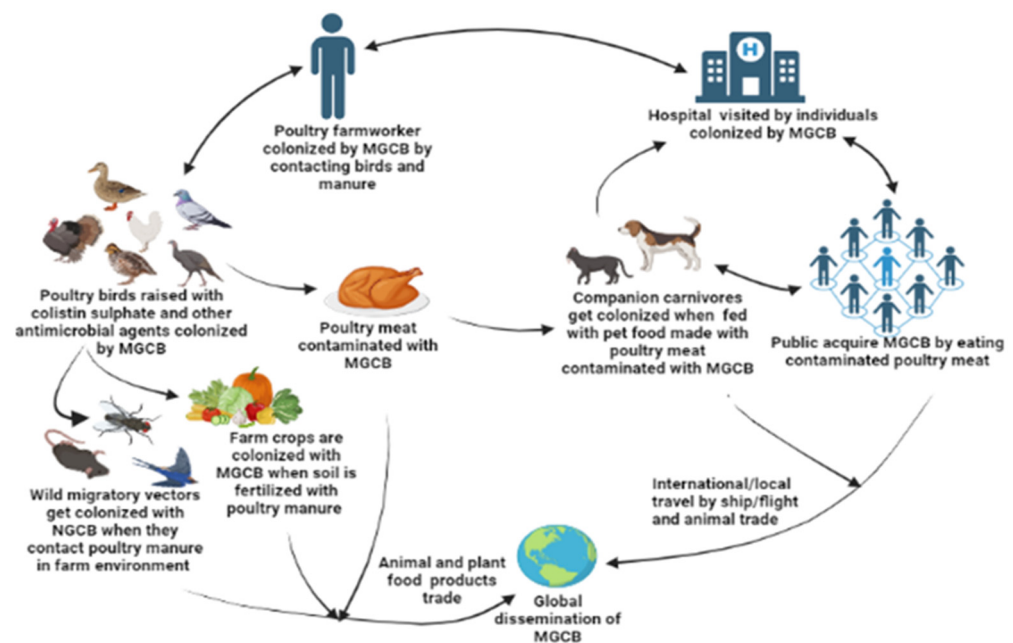 H
Poultry farmworker
colonized by MGCB by
contacting birds and
manure
Hospital visited by individuals
colonized by MGCB
Poultry birds raised with
colistin sulphate and other
antimicrobial agents colonized
by MGCB
Poultry meat
contaminated with
MGCB
Companion carnivores
get colonized when fed
with pet food made with
poultry meat
contaminated with MGCB
Public acquire MGCB by eating
contaminated poultry meat
Farm crops are
colonized with
MGCB when soil is
fertilized with
poultry manure
Wild migratory vectors
get colonized with
NGCB when they
contact poultry manure
in farm environment
International/local
travel by ship/flight
and animal trade
Animal and plant
food products
trade
Global
dissemination of
MGCB